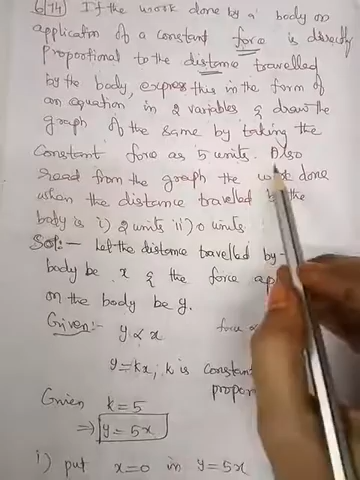 6/74) If the work done by a body on
application of a constant force is directly
proportional to the distance travelled
by the body, express this in the form of
an equation in 2 variables & draw the
graph of the same by taking the
constant force as 5 units. Also
read from the graph the work done
when the distance travelled by the
body is i) 2 units ii) 0 units.
Sol:- Let the distance travelled by
body be x & the force
on the body be y.
Given:- y ∝ x
y=kx, k is constant
Given k = 5
⇒ y = 5x
i) put x=0 in y=5x